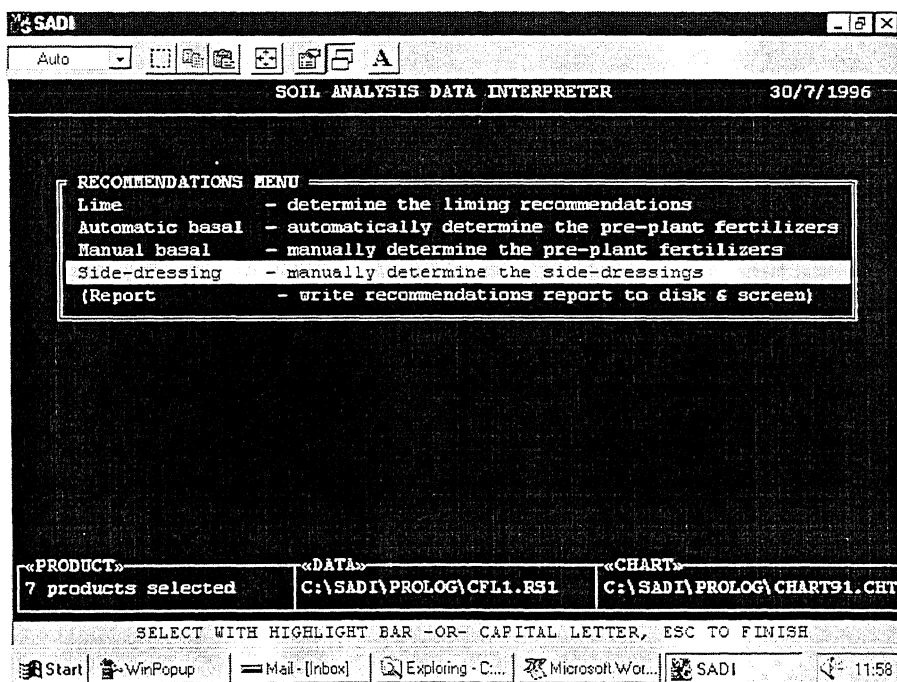 SADI
Auto
A
SOIL ANALYSIS DATA INTERPRETER 30/7/1996
RECOMMENDATIONS MENU
Lime - determine the liming recommendations
Automatic basal - automatically determine the pre-plant fertilizers
Manual basal - manually determine the pre-plant fertilizers
Side-dressing - manually determine the side-dressings
(Report - write recommendations report to disk & screen)
«PRODUCT» «DATA» «CHART»
7 products selected C:\SADI\PROLOG\CFL1.RS1 C:\SADI\PROLOG\CHART91.CHT
SELECT WITH HIGHLIGHT BAR -OR- CAPITAL LETTER, ESC TO FINISH
Start WinPopup Mail - [Inbox] Exploring - C:... Microsoft Wor... SADI 11:58